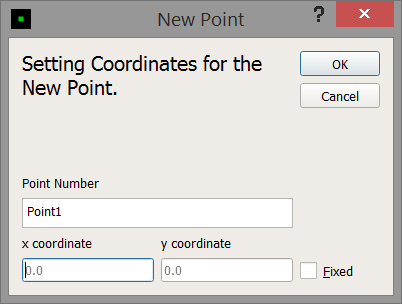 New Point
?
Setting Coordinates for the
New Point.
OK
Cancel
Point Number
Point1
x coordinate
y coordinate
0.0
0.0
Fixed